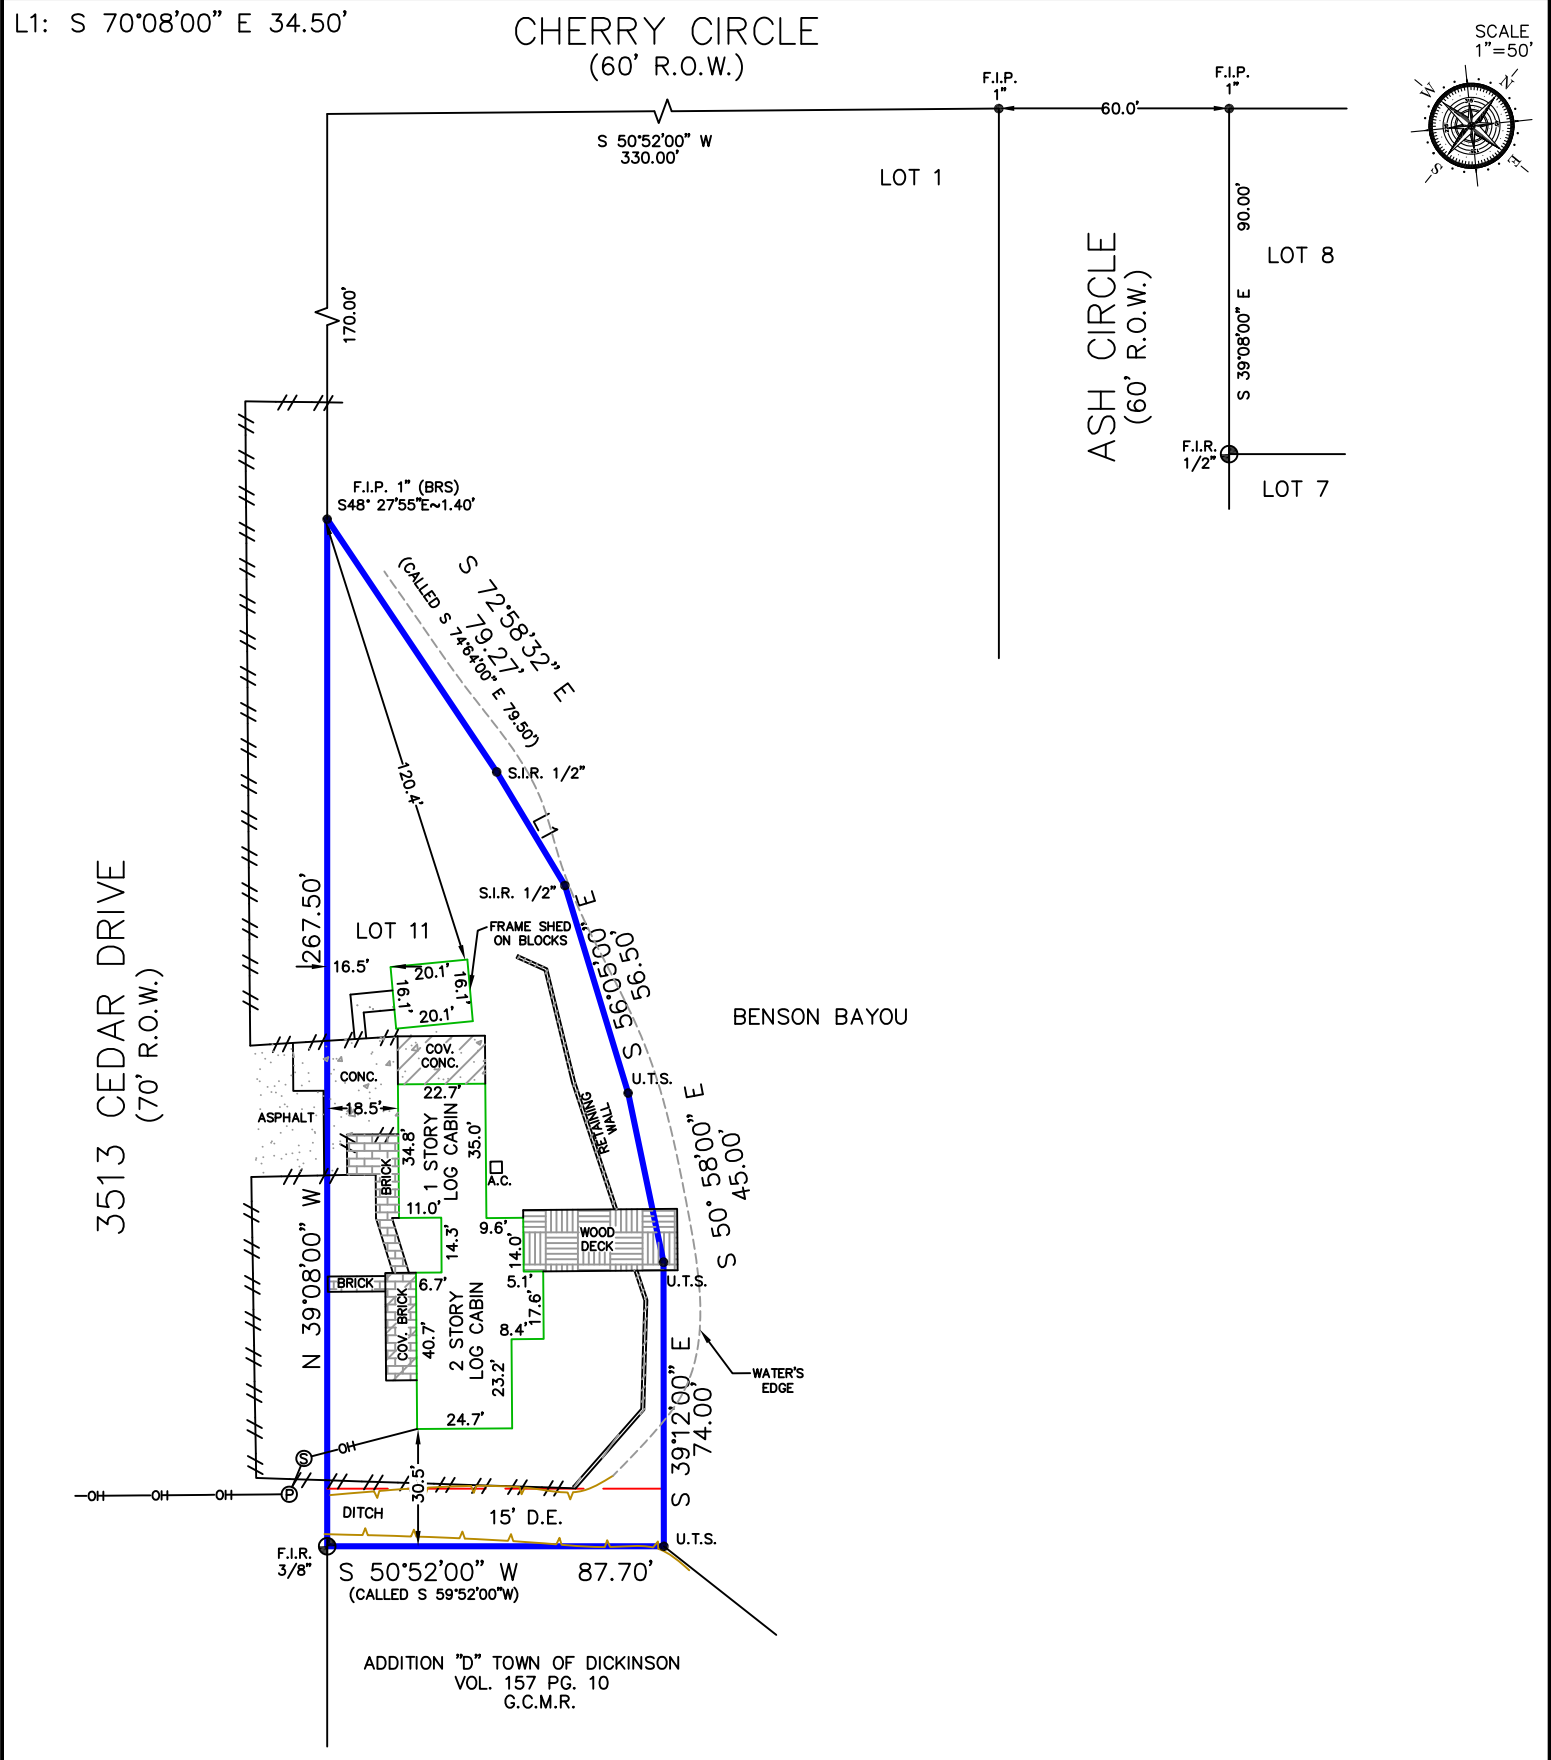 L1: S 70°08'00" E 34.50'
CHERRY CIRCLE
(60' R.O.W.)
SCALE
1"=50'
N
W
E
S
F.I.P.
1"
60.0'
F.I.P.
1"
S 50°52'00" W
330.00'
LOT 1
90.00'
S 39°08'00" E
LOT 8
ASH CIRCLE
(60' R.O.W.)
F.I.R.
1/2"
LOT 7
170.00'
F.I.P. 1" (BRS)
S48° 27'55"E~1.40'
S 72°58'32" E
79.27'
(CALLED S 74°64'00" E 79.50')
120.4'
S.I.R. 1/2"
L1
S.I.R. 1/2"
S 56°05'00" E
56.50'
3513 CEDAR DRIVE
(70' R.O.W.)
N 39°08'00" W
267.50'
LOT 11
FRAME SHED
ON BLOCKS
16.5'
20.1'
16.1'
16.1'
20.1'
BENSON BAYOU
COV.
CONC.
CONC.
ASPHALT
18.5'
22.7'
U.T.S.
RETAINING
WALL
34.8'
1 STORY
LOG CABIN
35.0'
A.C.
BRICK
S 50° 58'00" E
45.00'
11.0'
9.6'
14.3'
14.0'
WOOD
DECK
BRICK
6.7'
5.1'
U.T.S.
COV. BRICK
40.7'
2 STORY
LOG CABIN
17.6'
8.4'
23.2'
24.7'
WATER'S
EDGE
S 39°12'00" E
74.00'
S
OH
OH
OH
OH
P
30.5'
DITCH
15' D.E.
U.T.S.
F.I.R.
3/8"
S 50°52'00" W 87.70'
(CALLED S 59°52'00"W)
ADDITION "D" TOWN OF DICKINSON
VOL. 157 PG. 10
G.C.M.R.